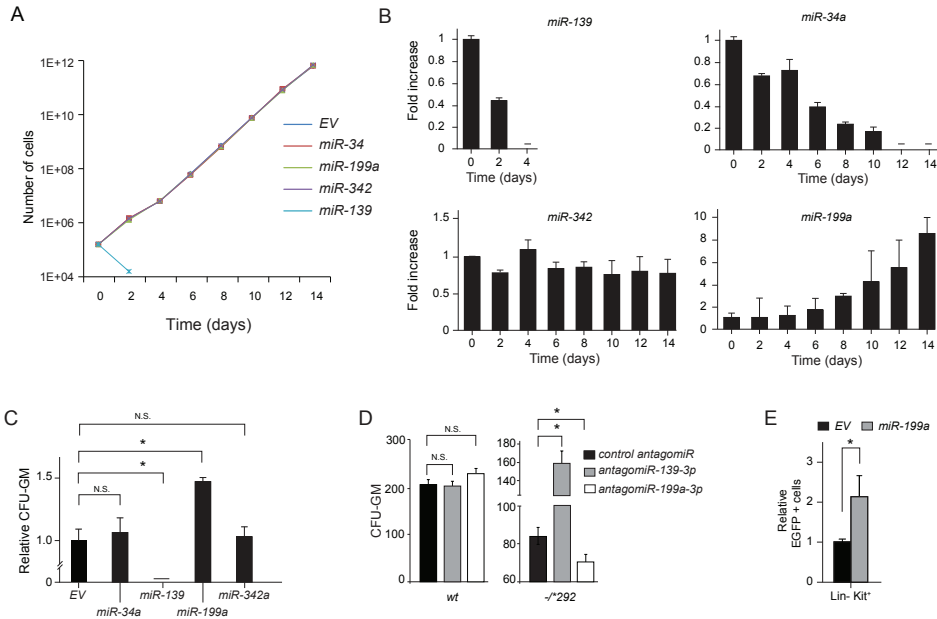 A
1E+12
1E+10
1E+08
1E+06
1E+04
Number of cells
0 2 4 6 8 10 12 14
Time (days)
EV
miR-34
miR-199a
miR-342
miR-139
B
miR-139
Fold increase
1
0.8
0.6
0.4
0.2
0
0 2 4
Time (days)
miR-34a
1
0.8
0.6
0.4
0.2
0
0 2 4 6 8 10 12 14
Time (days)
miR-342
Fold increase
1.5
1
0.5
0
0 2 4 6 8 10 12 14
Time (days)
miR-199a
10
8
6
4
2
0
0 2 4 6 8 10 12 14
Time (days)
C
N.S.
*
*
N.S.
Relative CFU-GM
1.5
1.0
0
EV miR-139 miR-342a
miR-34a miR-199a
D
CFU-GM
300
200
100
0
N.S.
N.S.
wt
*
*
160
140
120
100
80
60
-/*292
control antagomiR
antagomiR-139-3p
antagomiR-199a-3p
E
EV miR-199a
Relative
EGFP + cells
3
2
1
0
*
Lin- Kit+